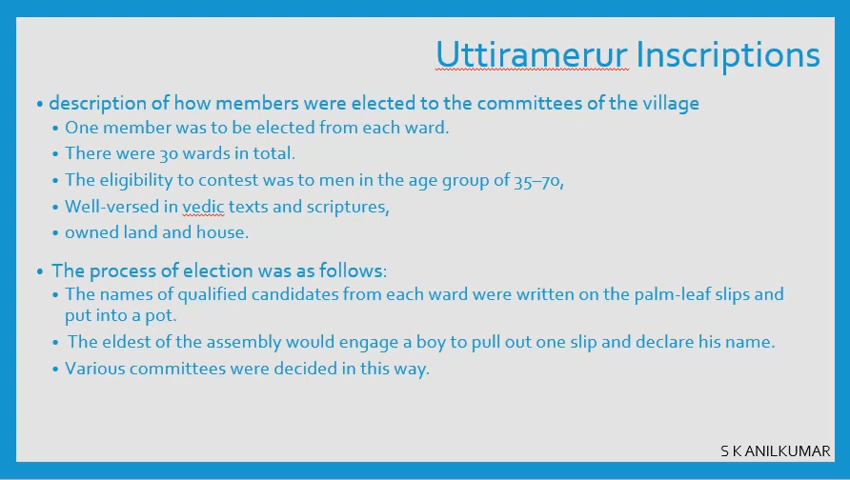 Uttiramerur Inscriptions
• description of how members were elected to the committees of the village
• One member was to be elected from each ward.
• There were 30 wards in total.
• The eligibility to contest was to men in the age group of 35–70,
• Well-versed in vedic texts and scriptures,
• owned land and house.
• The process of election was as follows:
• The names of qualified candidates from each ward were written on the palm-leaf slips and
put into a pot.
• The eldest of the assembly would engage a boy to pull out one slip and declare his name.
• Various committees were decided in this way.
S K ANILKUMAR